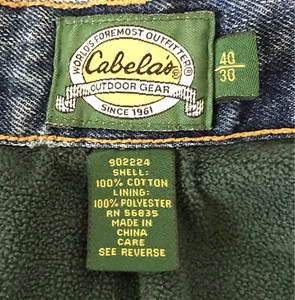 WORLD'S FOREMOST OUTFITTER®
Cabela's®
OUTDOOR GEAR
SINCE 1961
40
30
902224
SHELL:
100% COTTON
LINING:
100% POLYESTER
RN 56835
MADE IN
CHINA
CARE
SEE REVERSE